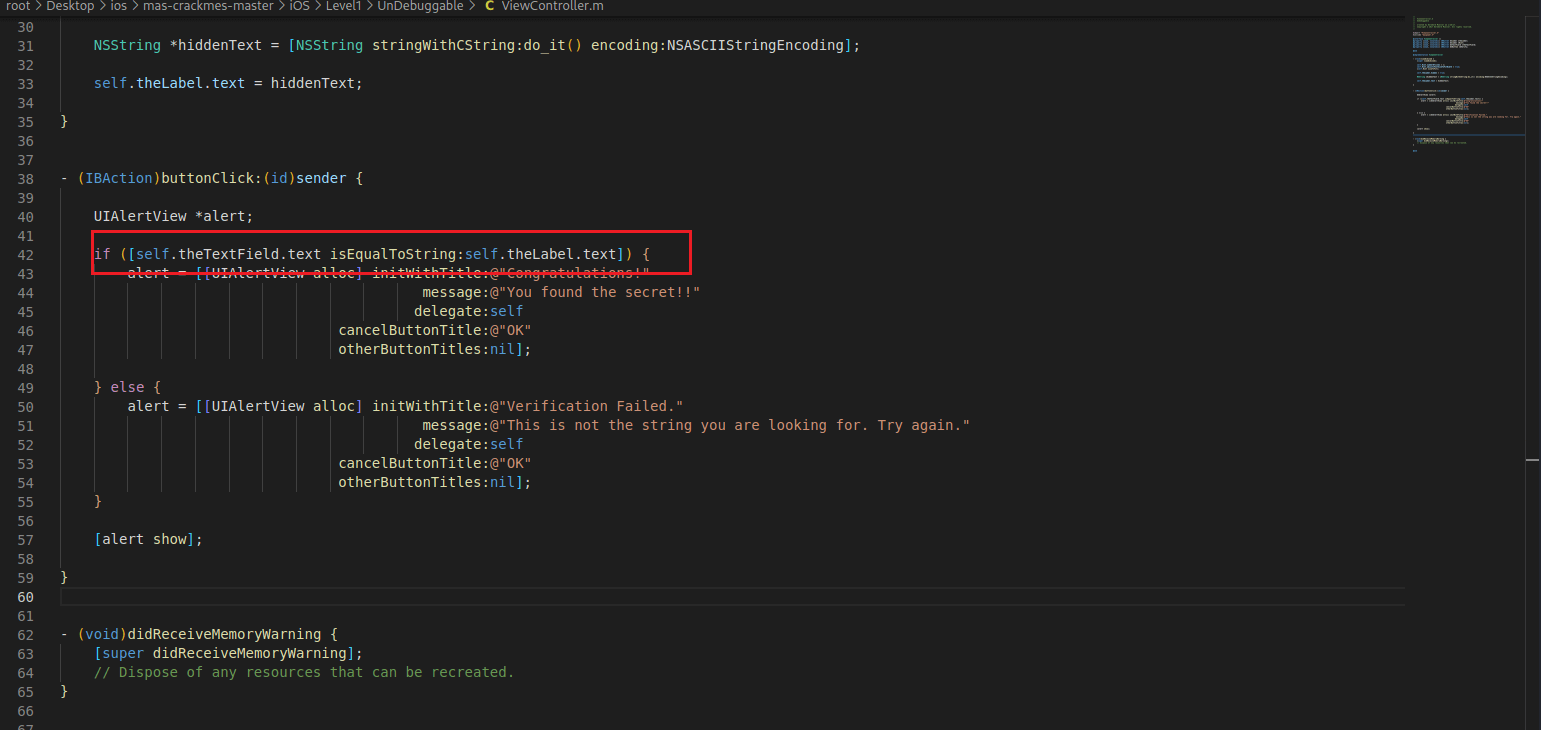 root > Desktop > ios > mas-crackmes-master > iOS > Level1 > UnDebuggable > C ViewController.m
30
31 NSString *hiddenText = [NSString stringWithCString:do_it() encoding:NSASCIIStringEncoding];
32
33 self.theLabel.text = hiddenText;
34
35 }
36
37
38 - (IBAction)buttonClick:(id)sender {
39
40 UIAlertView *alert;
41
42 if ([self.theTextField.text isEqualToString:self.theLabel.text]) {
43 alert = [[UIAlertView alloc] initWithTitle:@"Congratulations!"
44 message:@"You found the secret!!"
45 delegate:self
46 cancelButtonTitle:@"OK"
47 otherButtonTitles:nil];
48
49 } else {
50 alert = [[UIAlertView alloc] initWithTitle:@"Verification Failed."
51 message:@"This is not the string you are looking for. Try again."
52 delegate:self
53 cancelButtonTitle:@"OK"
54 otherButtonTitles:nil];
55 }
56
57 [alert show];
58
59 }
60
61
62 - (void)didReceiveMemoryWarning {
63 [super didReceiveMemoryWarning];
64 // Dispose of any resources that can be recreated.
65 }
66
67